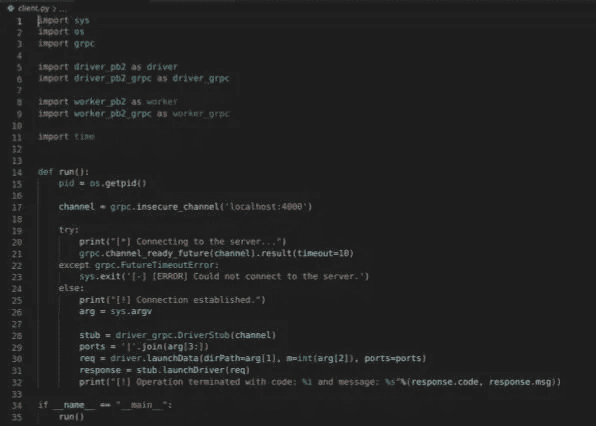 client.py > ...
1 import sys
2 import os
3 import grpc
4
5 import driver_pb2 as driver
6 import driver_pb2_grpc as driver_grpc
7
8 import worker_pb2 as worker
9 import worker_pb2_grpc as worker_grpc
10
11 import time
12
13
14 def run():
15 pid = os.getpid()
16
17 channel = grpc.insecure_channel('localhost:4000')
18
19 try:
20 print("[*] Connecting to the server...")
21 grpc.channel_ready_future(channel).result(timeout=10)
22 except grpc.FutureTimeoutError:
23 sys.exit('[-] [ERROR] Could not connect to the server.')
24 else:
25 print("[!] Connection established.")
26 arg = sys.argv
27
28 stub = driver_grpc.DriverStub(channel)
29 ports = '|'.join(arg[3:])
30 req = driver.launchData(dirPath=arg[1], m=int(arg[2]), ports=ports)
31 response = stub.launchDriver(req)
32 print("[!] Operation terminated with code: %i and message: %s"%(response.code, response.msg))
33
34 if __name__ == "__main__":
35 run()